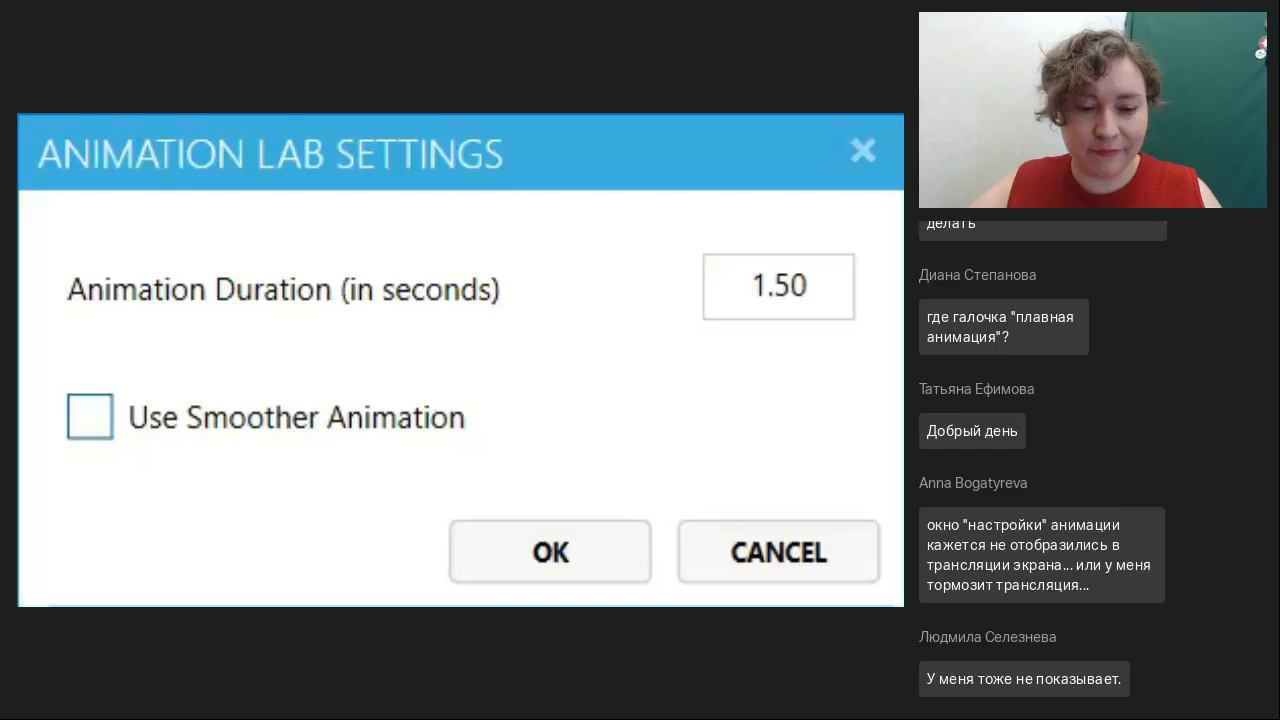 ANIMATION LAB SETTINGS
Animation Duration (in seconds)
1.50
Use Smoother Animation
OK
CANCEL
делать
Диана Степанова
где галочка "плавная
анимация"?
Татьяна Ефимова
Добрый день
Anna Bogatyreva
окно "настройки" анимации
кажется не отобразились в
трансляции экрана... или у меня
тормозит трансляция...
Людмила Селезнева
У меня тоже не показывает.